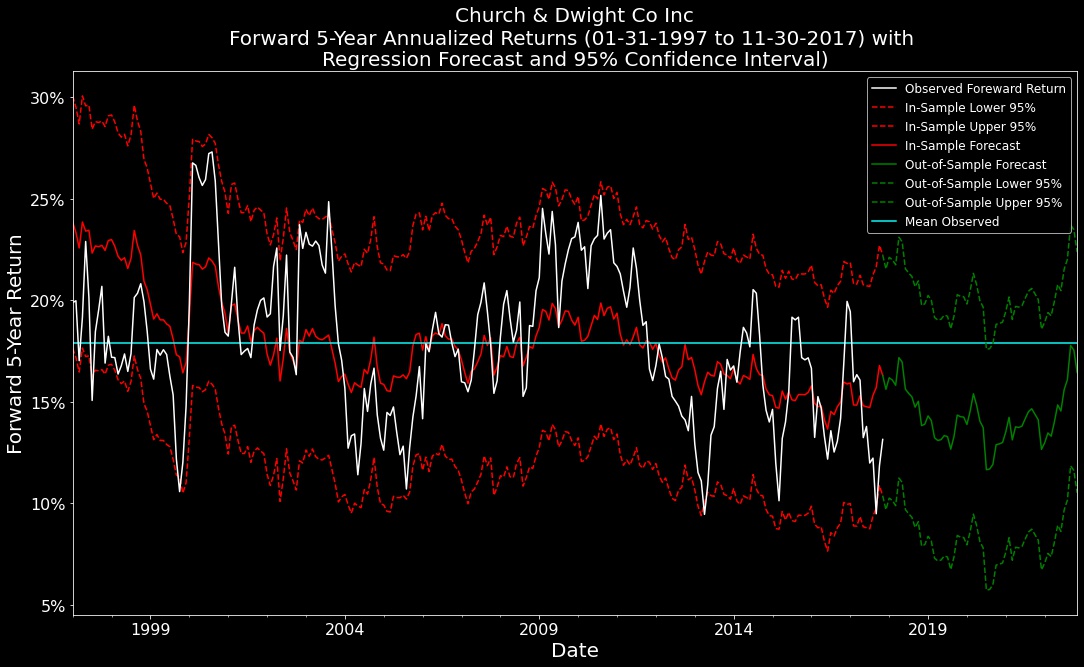 Church & Dwight Co Inc
Forward 5-Year Annualized Returns (01-31-1997 to 11-30-2017) with
Regression Forecast and 95% Confidence Interval)
Observed Foreward Return
In-Sample Lower 95%
In-Sample Upper 95%
In-Sample Forecast
Out-of-Sample Forecast
Out-of-Sample Lower 95%
Out-of-Sample Upper 95%
Mean Observed
Forward 5-Year Return
30%
25%
20%
15%
10%
5%
1999
2004
2009
2014
2019
Date